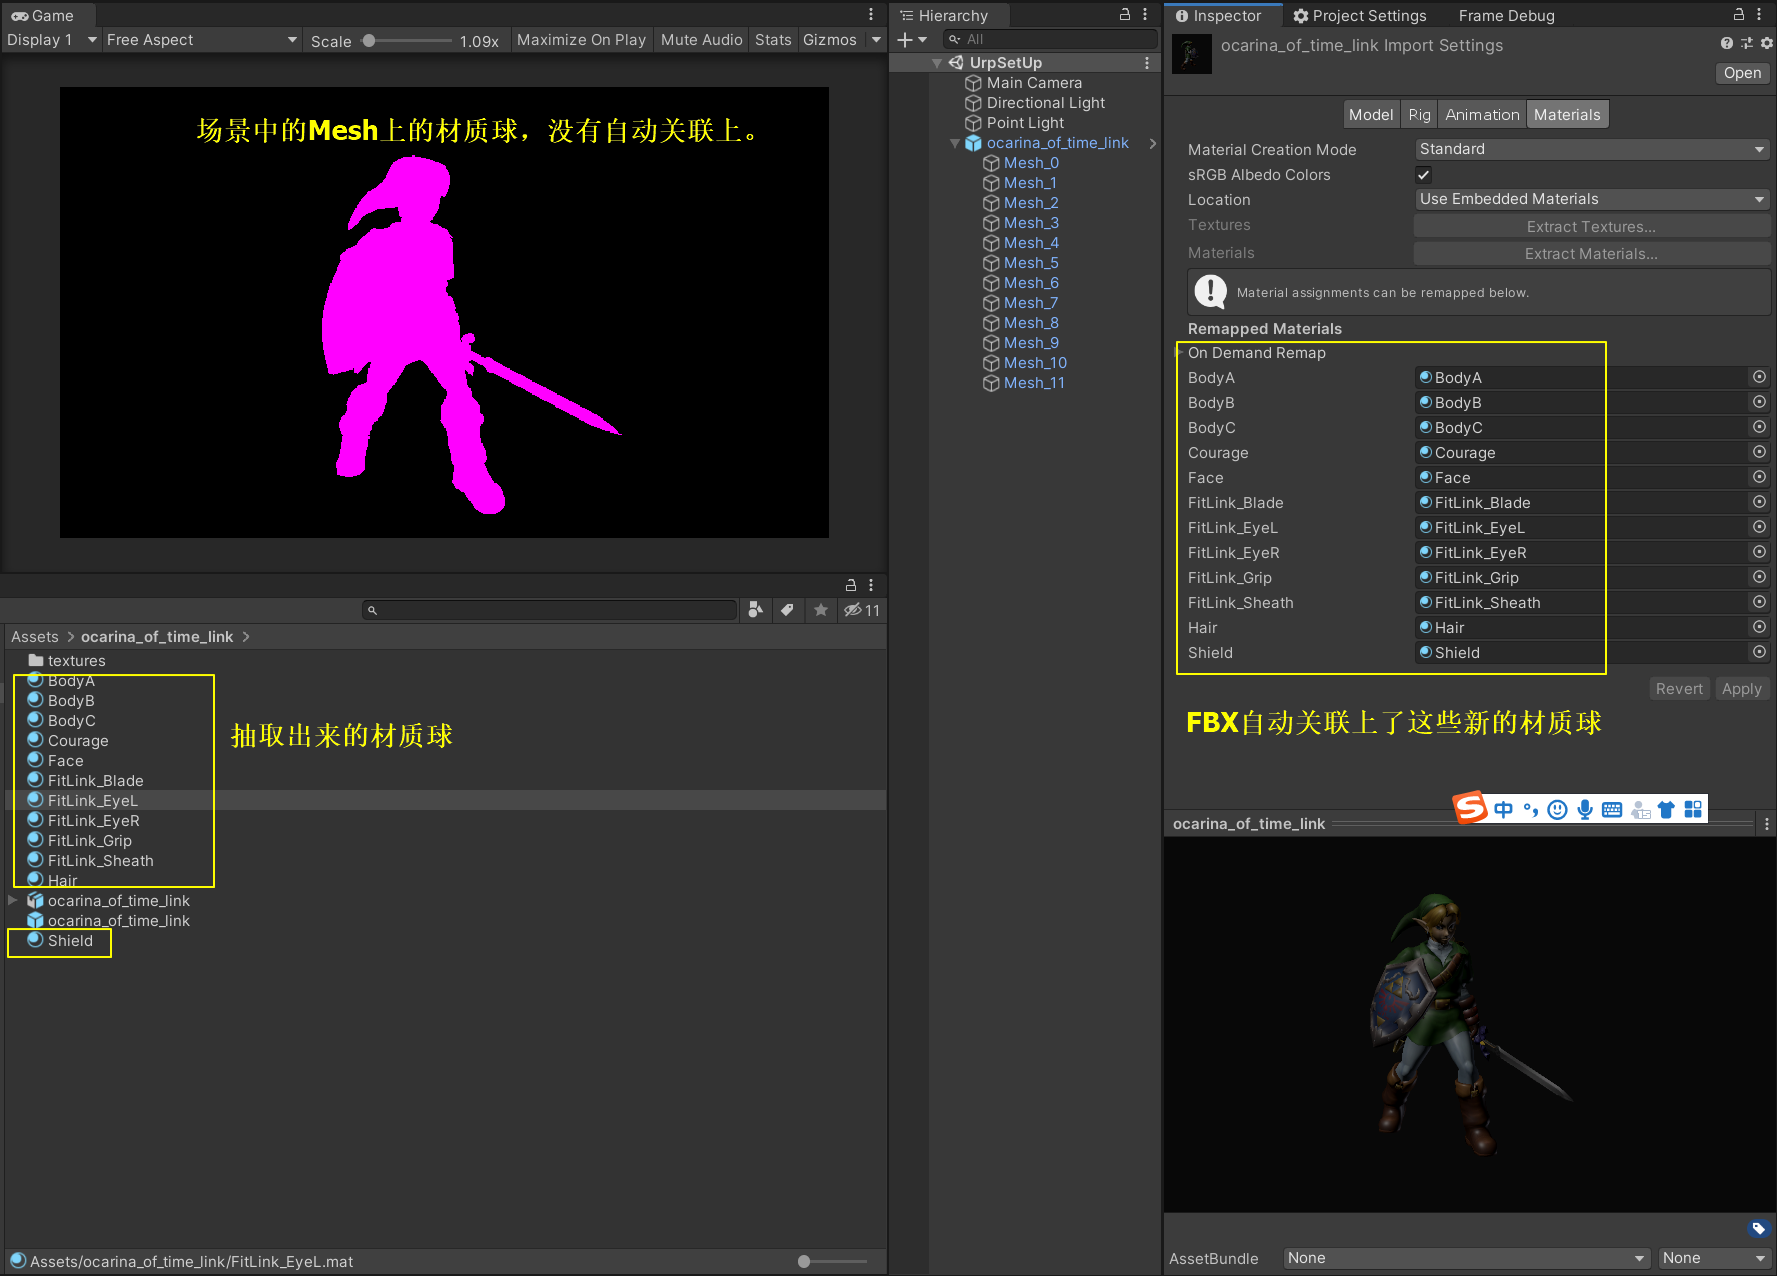 Game
Display 1
Free Aspect
Scale
1.09x
Maximize On Play
Mute Audio
Stats
Gizmos
场景中的Mesh上的材质球，没有自动关联上。
11
Assets
ocarina_of_time_link
textures
BodyA
BodyB
BodyC
Courage
Face
FitLink_Blade
FitLink_EyeL
FitLink_EyeR
FitLink_Grip
FitLink_Sheath
Hair
ocarina_of_time_link
ocarina_of_time_link
Shield
抽取出来的材质球
Assets/ocarina_of_time_link/FitLink_EyeL.mat
Hierarchy
All
UrpSetUp
Main Camera
Directional Light
Point Light
ocarina_of_time_link
Mesh_0
Mesh_1
Mesh_2
Mesh_3
Mesh_4
Mesh_5
Mesh_6
Mesh_7
Mesh_8
Mesh_9
Mesh_10
Mesh_11
Inspector
Project Settings
Frame Debug
ocarina_of_time_link Import Settings
Open
Model
Rig
Animation
Materials
Material Creation Mode
Standard
sRGB Albedo Colors
Location
Use Embedded Materials
Textures
Extract Textures...
Materials
Extract Materials...
Material assignments can be remapped below.
Remapped Materials
On Demand Remap
BodyA BodyA
BodyB BodyB
BodyC BodyC
Courage Courage
Face Face
FitLink_Blade FitLink_Blade
FitLink_EyeL FitLink_EyeL
FitLink_EyeR FitLink_EyeR
FitLink_Grip FitLink_Grip
FitLink_Sheath FitLink_Sheath
Hair Hair
Shield Shield
Revert
Apply
FBX自动关联上了这些新的材质球
S中
ocarina_of_time_link
AssetBundle
None
None